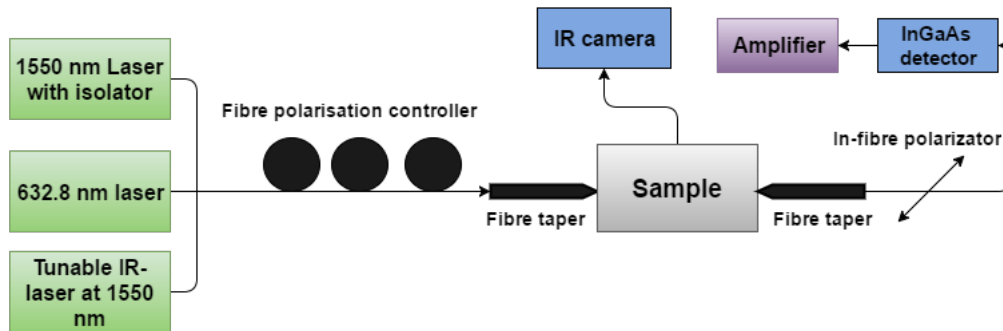 1550 nm Laser
with isolator
632.8 nm laser
Tunable IR-
laser at 1550
nm
Fibre polarisation controller
Fibre taper
IR camera
Sample
Fibre taper
In-fibre polarizator
InGaAs
detector
Amplifier